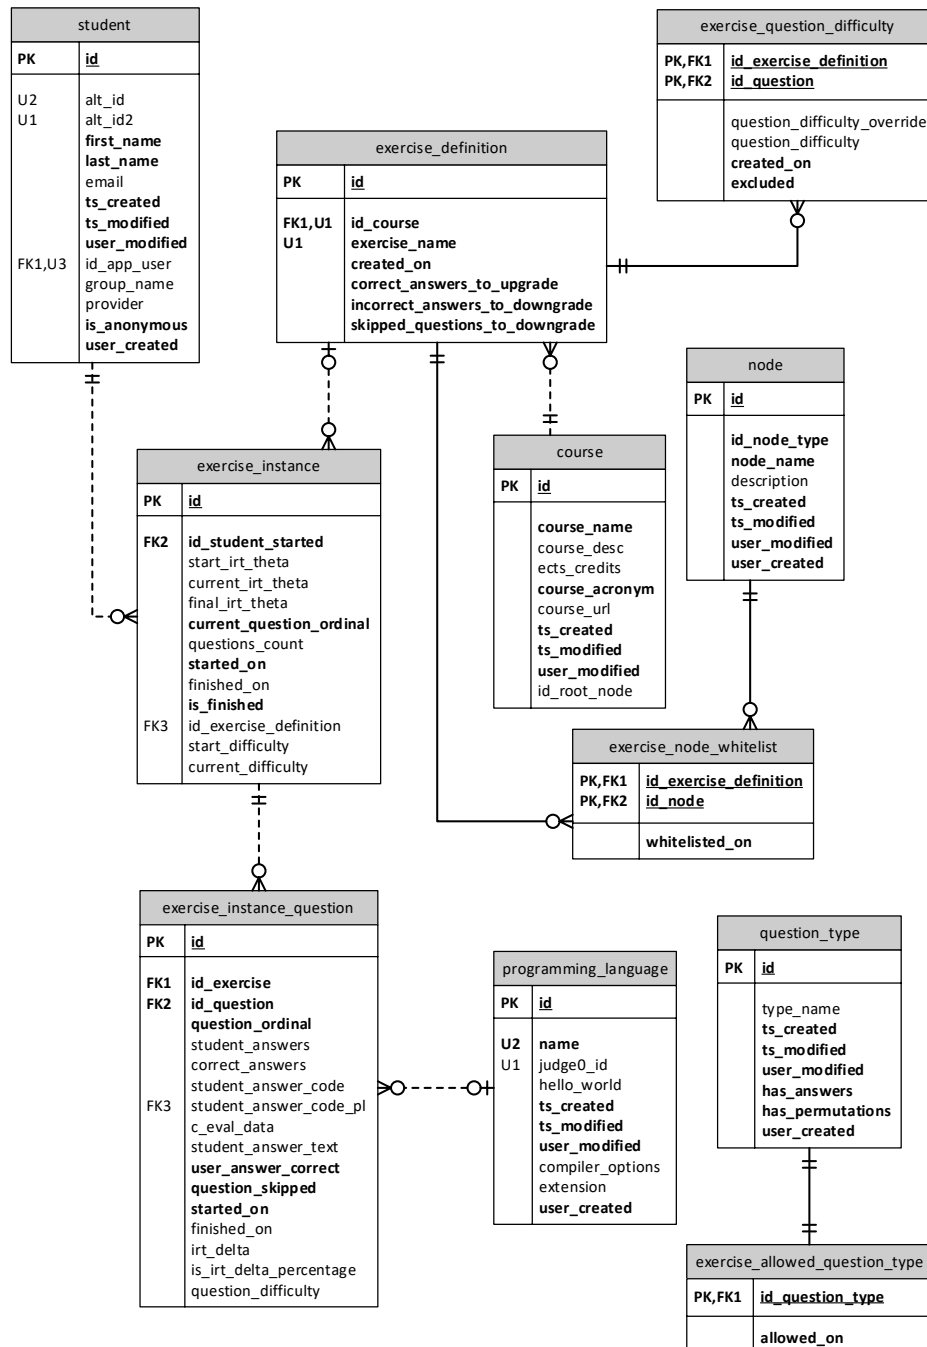 student
PK id
U2 alt_id
U1 alt_id2
first_name
last_name
email
ts_created
ts_modified
user_modified
FK1,U3 id_app_user
group_name
provider
is_anonymous
user_created
exercise_question_difficulty
PK,FK1 id_exercise_definition
PK,FK2 id_question
question_difficulty_override
question_difficulty
created_on
excluded
exercise_definition
PK id
FK1,U1 id_course
U1 exercise_name
created_on
correct_answers_to_upgrade
incorrect_answers_to_downgrade
skipped_questions_to_downgrade
node
PK id
id_node_type
node_name
description
ts_created
ts_modified
user_modified
user_created
exercise_instance
PK id
FK2 id_student_started
start_irt_theta
current_irt_theta
final_irt_theta
current_question_ordinal
questions_count
started_on
finished_on
is_finished
FK3 id_exercise_definition
start_difficulty
current_difficulty
course
PK id
course_name
course_desc
ects_credits
course_acronym
course_url
ts_created
ts_modified
user_modified
id_root_node
exercise_node_whitelist
PK,FK1 id_exercise_definition
PK,FK2 id_node
whitelisted_on
exercise_instance_question
PK id
FK1 id_exercise
FK2 id_question
question_ordinal
student_answers
correct_answers
student_answer_code
FK3 student_answer_code_pl
c_eval_data
student_answer_text
user_answer_correct
question_skipped
started_on
finished_on
irt_delta
is_irt_delta_percentage
question_difficulty
programming_language
PK id
U2 name
U1 judge0_id
hello_world
ts_created
ts_modified
user_modified
compiler_options
extension
user_created
question_type
PK id
type_name
ts_created
ts_modified
user_modified
has_answers
has_permutations
user_created
exercise_allowed_question_type
PK,FK1 id_question_type
allowed_on